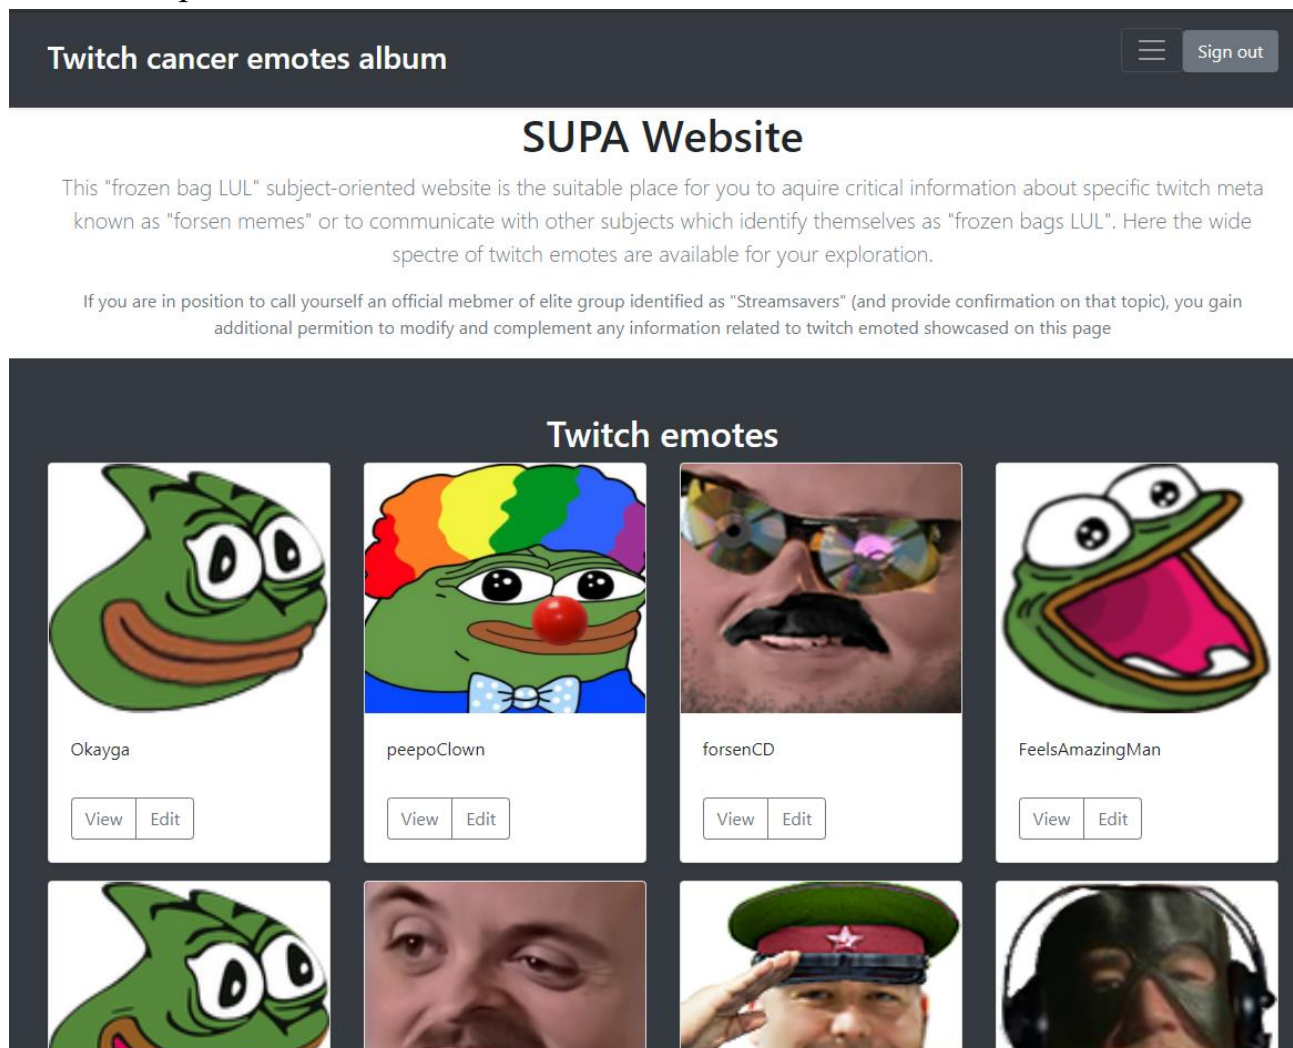 Twitch cancer emotes album
Sign out
SUPA Website
This "frozen bag LUL" subject-oriented website is the suitable place for you to aquire critical information about specific twitch meta
known as "forsen memes" or to communicate with other subjects which identify themselves as "frozen bags LUL". Here the wide
spectre of twitch emotes are available for your exploration.
If you are in position to call yourself an official mebmer of elite group identified as "Streamsavers" (and provide confirmation on that topic), you gain
additional permition to modify and complement any information related to twitch emoted showcased on this page
Twitch emotes
Okayga
peepoClown
forsenCD
FeelsAmazingMan
View Edit
View Edit
View Edit
View Edit